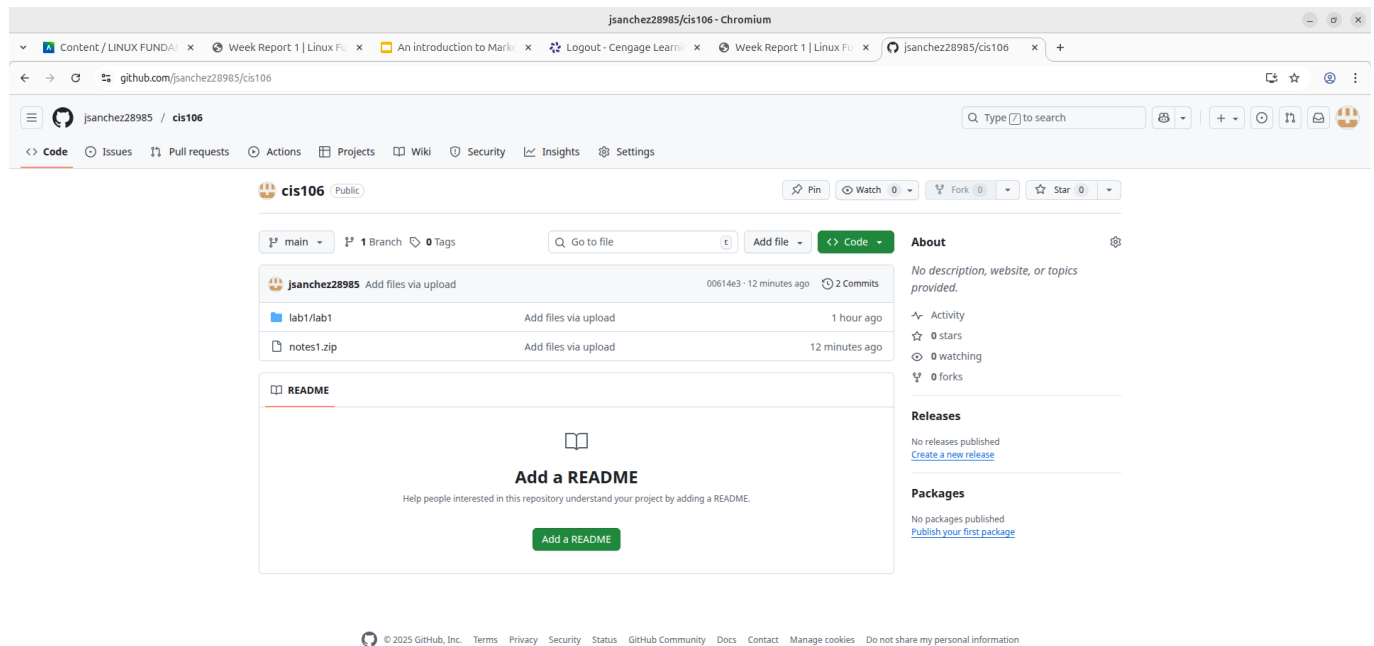 jsanchez28985/cis106 - Chromium
Content / LINUX FUNDA
Week Report 1 | Linux Fu
An introduction to Markd
Logout - Cengage Learni
Week Report 1 | Linux Fu
jsanchez28985/cis106
github.com/jsanchez28985/cis106
jsanchez28985 / cis106
Type / to search
Code Issues Pull requests Actions Projects Wiki Security Insights Settings
cis106 Public
Pin Watch 0 Fork 0 Star 0
main 1 Branch 0 Tags Go to file t Add file Code
jsanchez28985 Add files via upload 00614e3 · 12 minutes ago 2 Commits
lab1/lab1 Add files via upload 1 hour ago
notes1.zip Add files via upload 12 minutes ago
README
Add a README
Help people interested in this repository understand your project by adding a README.
Add a README
About
No description, website, or topics
provided.
Activity
0 stars
0 watching
0 forks
Releases
No releases published
Create a new release
Packages
No packages published
Publish your first package
© 2025 GitHub, Inc. Terms Privacy Security Status GitHub Community Docs Contact Manage cookies Do not share my personal information